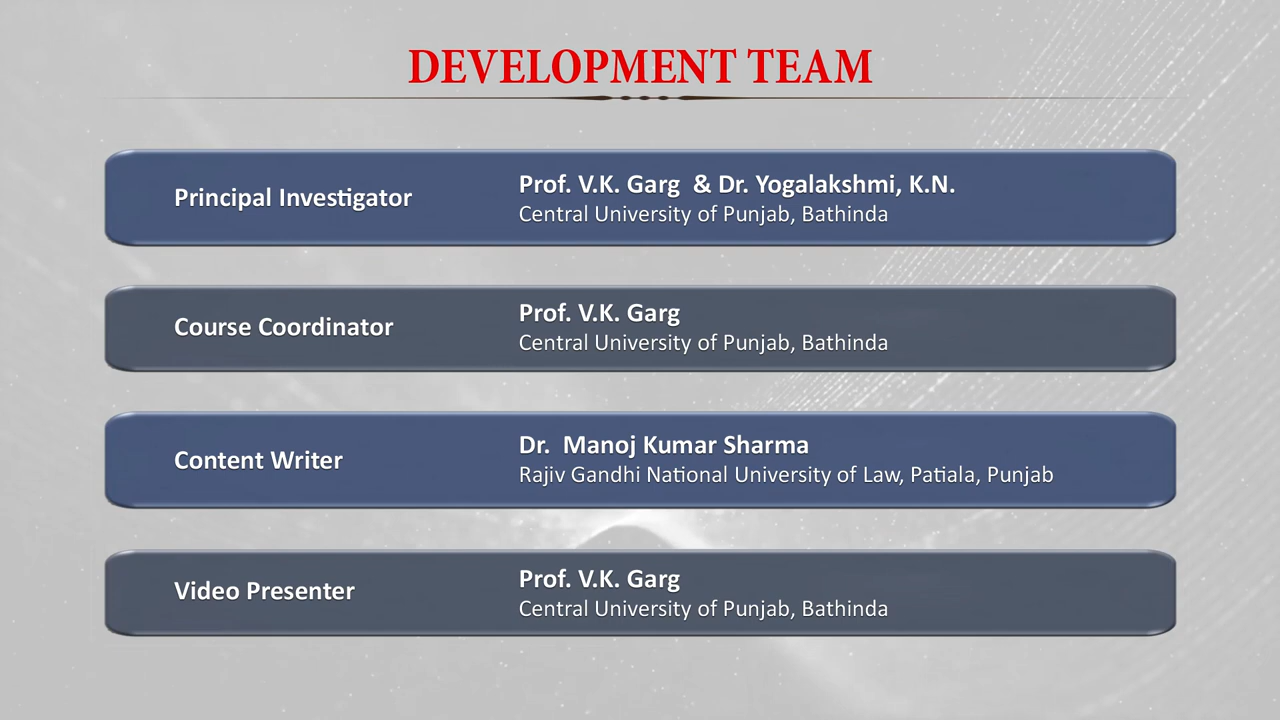 DEVELOPMENT TEAM
Principal Investigator
Prof. V.K. Garg & Dr. Yogalakshmi, K.N.
Central University of Punjab, Bathinda
Course Coordinator
Prof. V.K. Garg
Central University of Punjab, Bathinda
Content Writer
Dr. Manoj Kumar Sharma
Rajiv Gandhi National University of Law, Patiala, Punjab
Video Presenter
Prof. V.K. Garg
Central University of Punjab, Bathinda